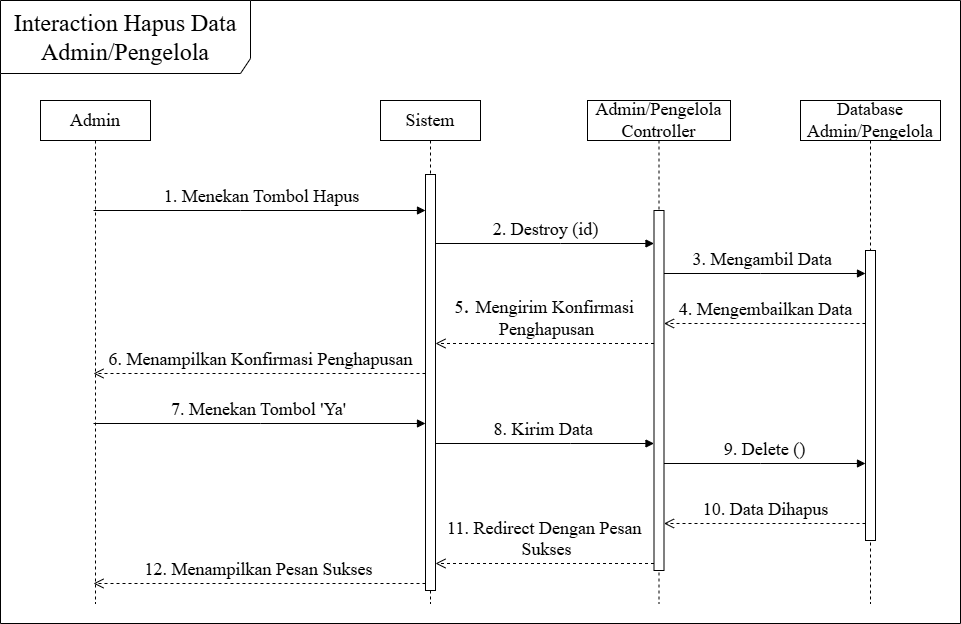 Interaction Hapus Data
Admin/Pengelola
Admin
Sistem
Admin/Pengelola
Controller
Database
Admin/Pengelola
1. Menekan Tombol Hapus
2. Destroy (id)
3. Mengambil Data
4. Mengembailkan Data
5. Mengirim Konfirmasi
Penghapusan
6. Menampilkan Konfirmasi Penghapusan
7. Menekan Tombol 'Ya'
8. Kirim Data
9. Delete ()
10. Data Dihapus
11. Redirect Dengan Pesan
Sukses
12. Menampilkan Pesan Sukses